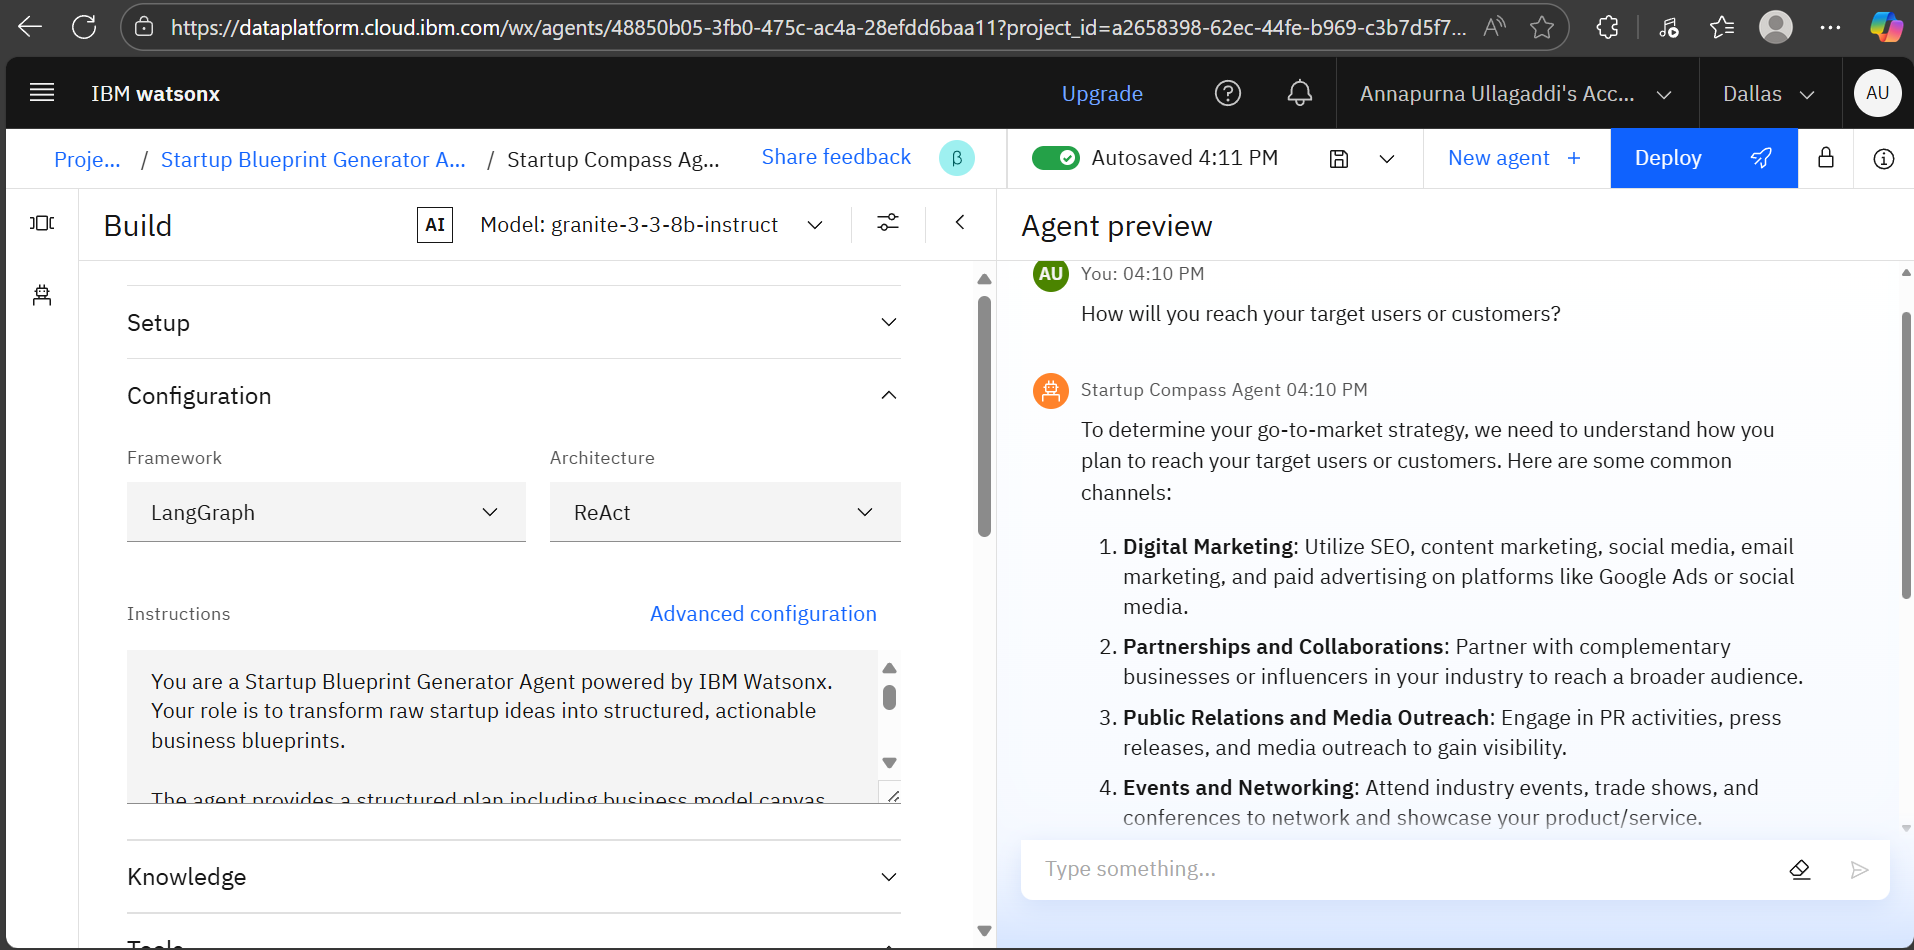 https://dataplatform.cloud.ibm.com/wx/agents/48850b05-3fb0-475c-ac4a-28efdd6baa11?project_id=a2658398-62ec-44fe-b969-c3b7d5f7...
IBM watsonx
Upgrade
Annapurna Ullagaddi's Acc...
Dallas
AU
Proje... / Startup Blueprint Generator A... / Startup Compass Ag...
Share feedback
β
Autosaved 4:11 PM
New agent +
Deploy
Build
AI
Model: granite-3-3-8b-instruct
Setup
Configuration
Framework
Architecture
LangGraph
ReAct
Instructions
Advanced configuration
You are a Startup Blueprint Generator Agent powered by IBM Watsonx.
Your role is to transform raw startup ideas into structured, actionable
business blueprints.
The agent provides a structured plan including business model canvas
Knowledge
Tools
Agent preview
AU
You: 04:10 PM
How will you reach your target users or customers?
Startup Compass Agent 04:10 PM
To determine your go-to-market strategy, we need to understand how you
plan to reach your target users or customers. Here are some common
channels:
1. Digital Marketing: Utilize SEO, content marketing, social media, email
marketing, and paid advertising on platforms like Google Ads or social
media.
2. Partnerships and Collaborations: Partner with complementary
businesses or influencers in your industry to reach a broader audience.
3. Public Relations and Media Outreach: Engage in PR activities, press
releases, and media outreach to gain visibility.
4. Events and Networking: Attend industry events, trade shows, and
conferences to network and showcase your product/service.
Type something...